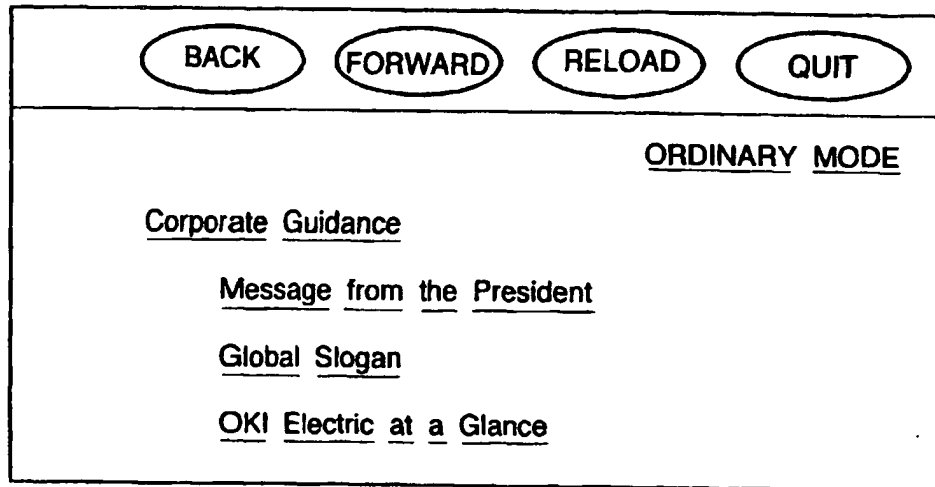 BACK FORWARD RELOAD QUIT
ORDINARY MODE
Corporate Guidance
Message from the President
Global Slogan
OKI Electric at a Glance